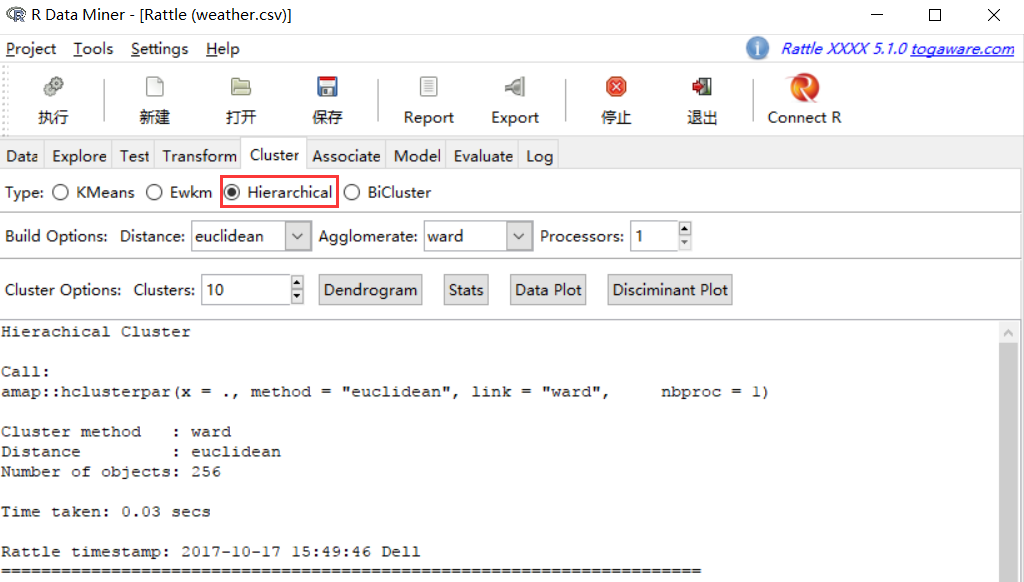 R Data Miner - [Rattle (weather.csv)]
Project Tools Settings Help Rattle XXXX 5.1.0 togaware.com
执行 新建 打开 保存 Report Export 停止 退出 Connect R
Data Explore Test Transform Cluster Associate Model Evaluate Log
Type: KMeans Ewkm Hierarchical BiCluster
Build Options: Distance: euclidean Agglomerate: ward Processors: 1
Cluster Options: Clusters: 10 Dendrogram Stats Data Plot Disciminant Plot
Hierachical Cluster
Call:
amap::hclusterpar(x = ., method = "euclidean", link = "ward", nbproc = 1)
Cluster method : ward
Distance : euclidean
Number of objects: 256
Time taken: 0.03 secs
Rattle timestamp: 2017-10-17 15:49:46 Dell
======================================================================